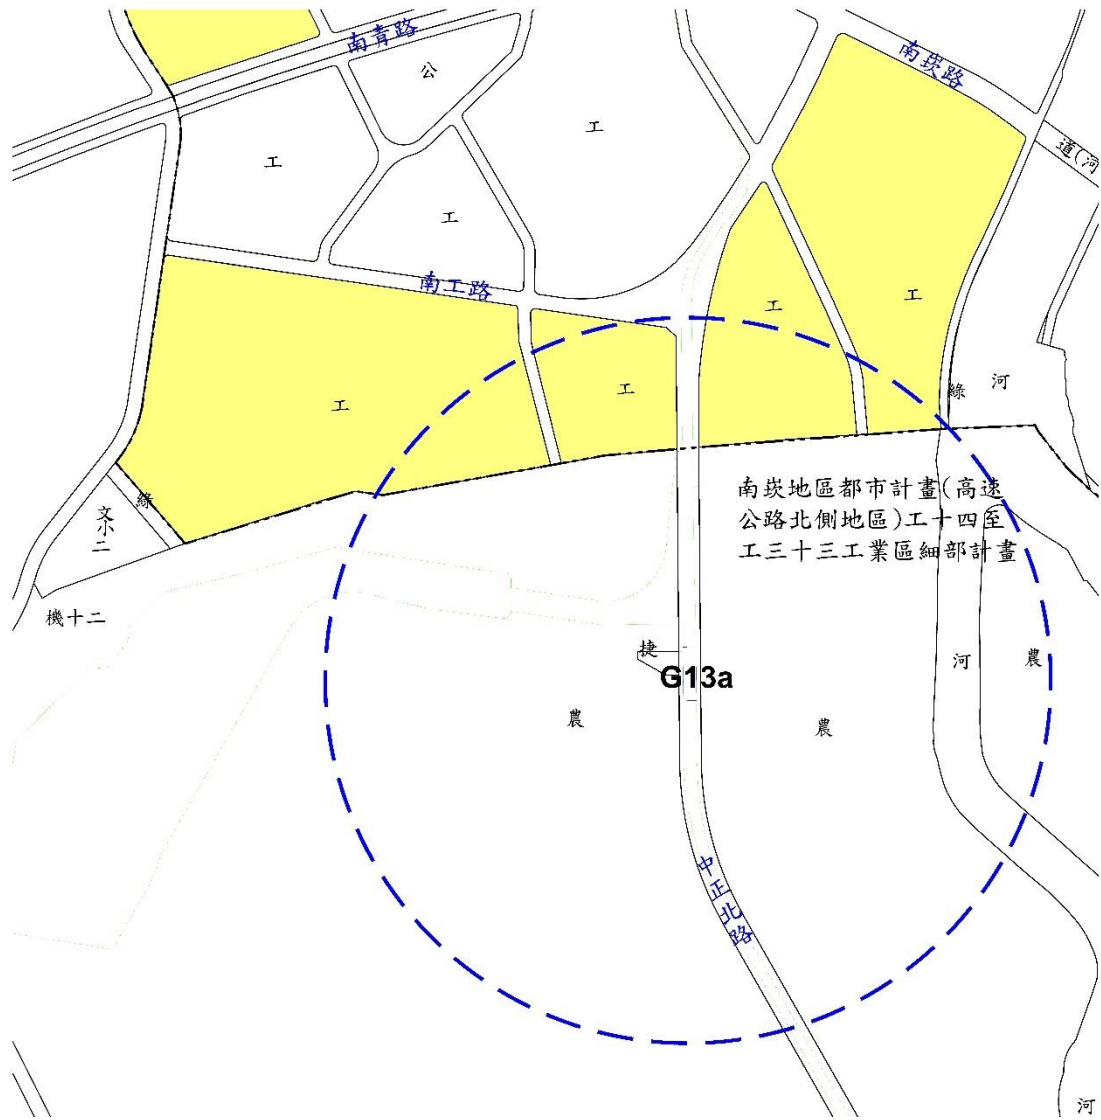 南青路
公
南崁路
工
道(河
工
工
南工路
工
工
工
工
綠
河
南崁地區都市計畫(高速
公路北側地區)工十四至
工三十三工業區細部計畫
綠
文小二
機十二
捷
G13a
河
農
農
農
中正北路
河